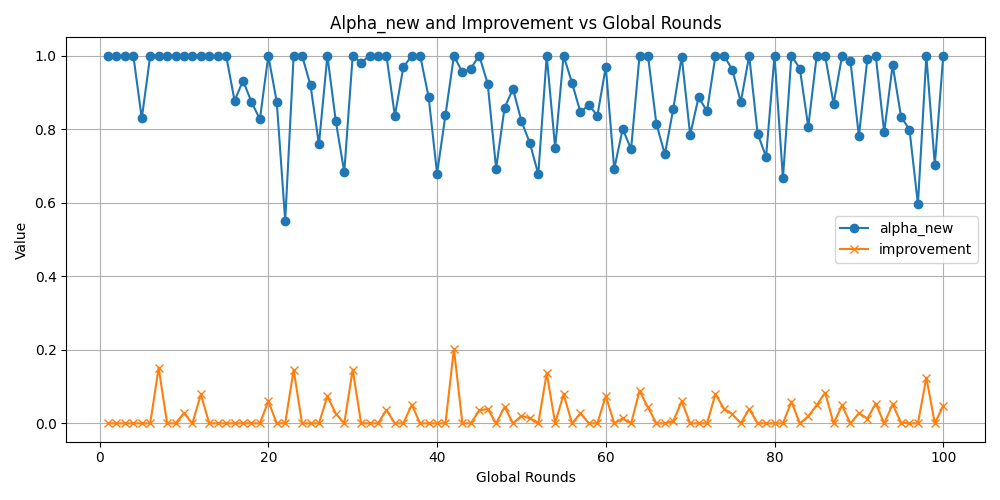 Alpha_new and Improvement vs Global Rounds
Value
1.0
0.8
0.6
0.4
0.2
0.0
alpha_new
improvement
0 20 40 60 80 100
Global Rounds